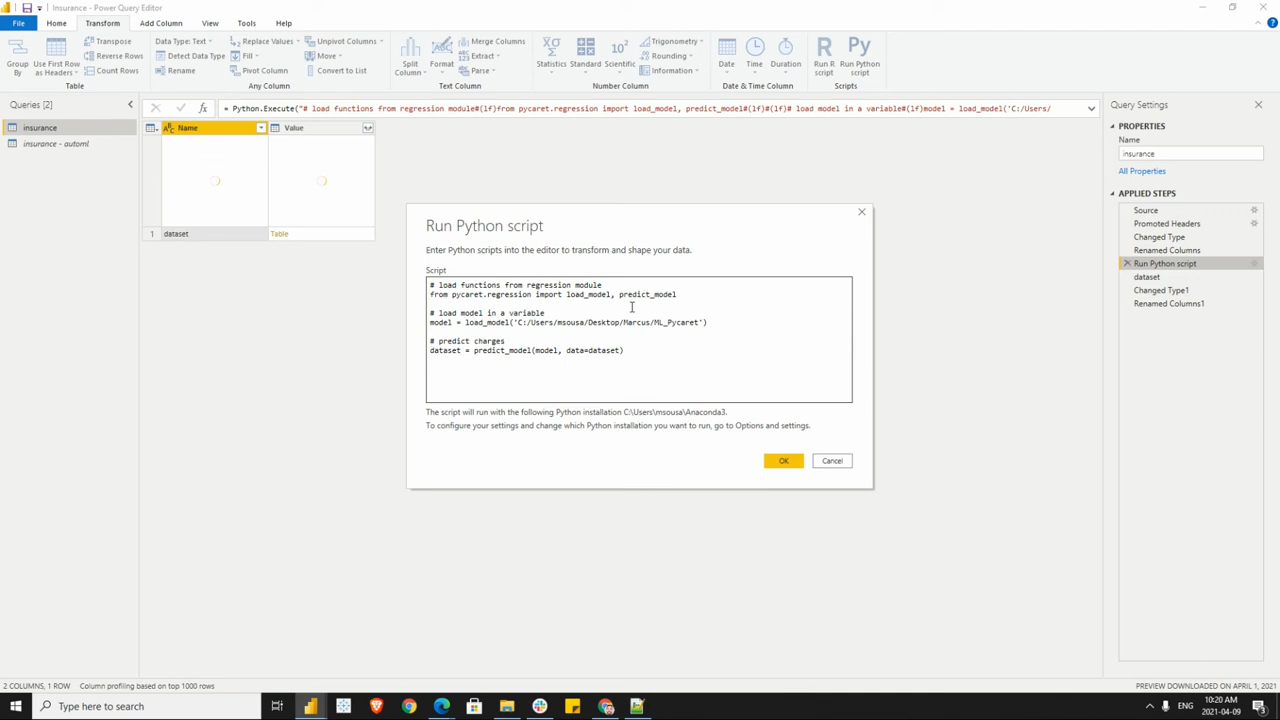 Insurance - Power Query Editor
File Home Transform Add Column View Tools Help
Group By
Use First Row as Headers
Transpose
Reverse Rows
Count Rows
Table
Data Type: Text
Detect Data Type
Rename
Replace Values
Fill
Pivot Column
Unpivot Columns
Move
Convert to List
Any Column
Split Column
Format
Merge Columns
Extract
Parse
Text Column
Statistics
Standard
Scientific
Trigonometry
Rounding
Information
Number Column
Date
Time
Duration
Date & Time Column
Run R script
Run Python script
Scripts
Queries [2]
insurance
insurance - automl
= Python.Execute("# load functions from regression module#(lf)from pycaret.regression import load_model, predict_model#(lf)#(lf)# load model in a variable#(lf)model = load_model('C:/Users/
Name Value
1 dataset Table
Run Python script
Enter Python scripts into the editor to transform and shape your data.
Script
# load functions from regression module
from pycaret.regression import load_model, predict_model
# load model in a variable
model = load_model('C:/Users/msousa/Desktop/Marcus/ML_Pycaret')
# predict charges
dataset = predict_model(model, data=dataset)
The script will run with the following Python installation C:\Users\msousa\Anaconda3.
To configure your settings and change which Python installation you want to run, go to Options and settings.
OK Cancel
Query Settings
PROPERTIES
Name
insurance
All Properties
APPLIED STEPS
Source
Promoted Headers
Changed Type
Renamed Columns
Run Python script
dataset
Changed Type1
Renamed Columns1
2 COLUMNS, 1 ROW Column profiling based on top 1000 rows
PREVIEW DOWNLOADED ON APRIL 1, 2021
Type here to search
ENG
10:20 AM
2021-04-09